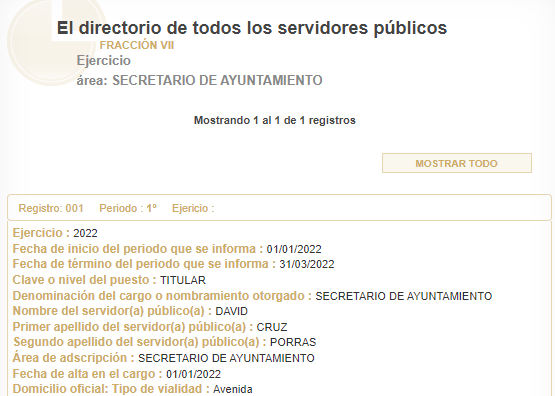 El directorio de todos los servidores públicos
FRACCIÓN VII
Ejercicio
área: SECRETARIO DE AYUNTAMIENTO
Mostrando 1 al 1 de 1 registros
MOSTRAR TODO
Registro: 001 Periodo : 1º Ejericio :
Ejercicio : 2022
Fecha de inicio del periodo que se informa : 01/01/2022
Fecha de término del periodo que se informa : 31/03/2022
Clave o nivel del puesto : TITULAR
Denominación del cargo o nombramiento otorgado : SECRETARIO DE AYUNTAMIENTO
Nombre del servidor(a) público(a) : DAVID
Primer apellido del servidor(a) público(a) : CRUZ
Segundo apellido del servidor(a) público(a) : PORRAS
Área de adscripción : SECRETARIO DE AYUNTAMIENTO
Fecha de alta en el cargo : 01/01/2022
Domicilio oficial: Tipo de vialidad : Avenida